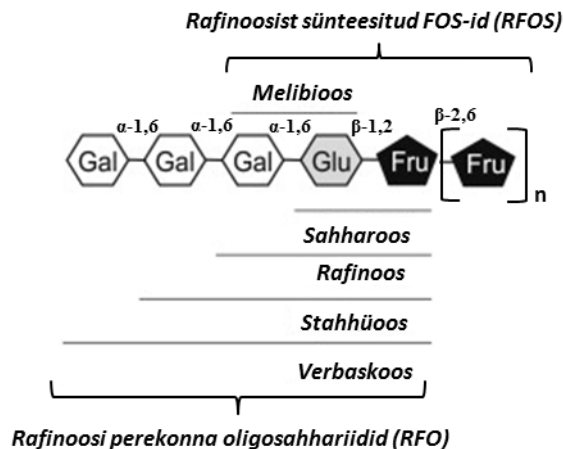 Rafinoosist sünteesitud FOS-id (RFOS)
Melibioos
α-1,6 α-1,6 α-1,6 β-1,2 β-2,6
Gal Gal Gal Glu Fru Fru
n
Sahharoos
Rafinoos
Stahhüoos
Verbaskoos
Rafinoosi perekonna oligosahhariidid (RFO)